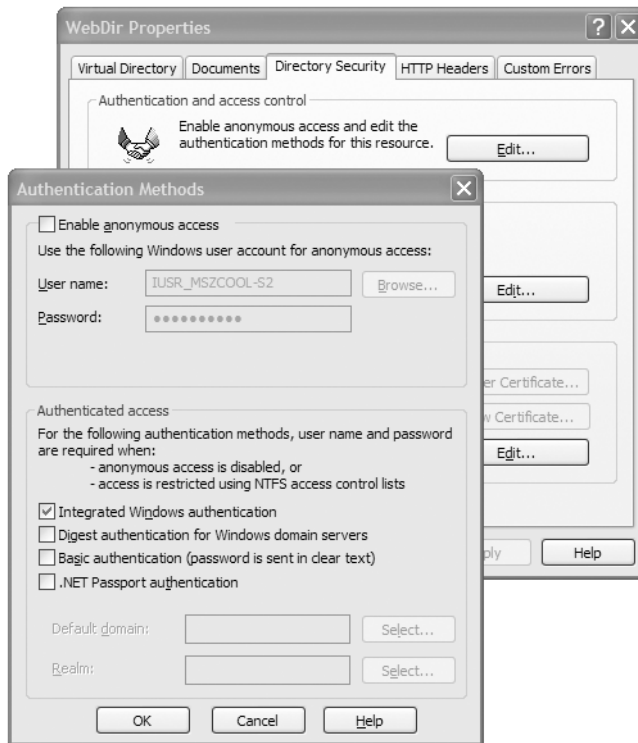 WebDir Properties
Virtual Directory
Documents
Directory Security
HTTP Headers
Custom Errors
Authentication and access control
Enable anonymous access and edit the
authentication methods for this resource.
Edit...
Edit...
Certificate...
Certificate...
Edit...
Help
Authentication Methods
Enable anonymous access
Use the following Windows user account for anonymous access:
User name:
IUSR_MSZCOOL-S2
Browse...
Password:
●●●●●●●●●●
Authenticated access
For the following authentication methods, user name and password
are required when:
- anonymous access is disabled, or
- access is restricted using NTFS access control lists
Integrated Windows authentication
Digest authentication for Windows domain servers
Basic authentication (password is sent in clear text)
.NET Passport authentication
Default domain:
Select...
Realm:
Select...
OK
Cancel
Help